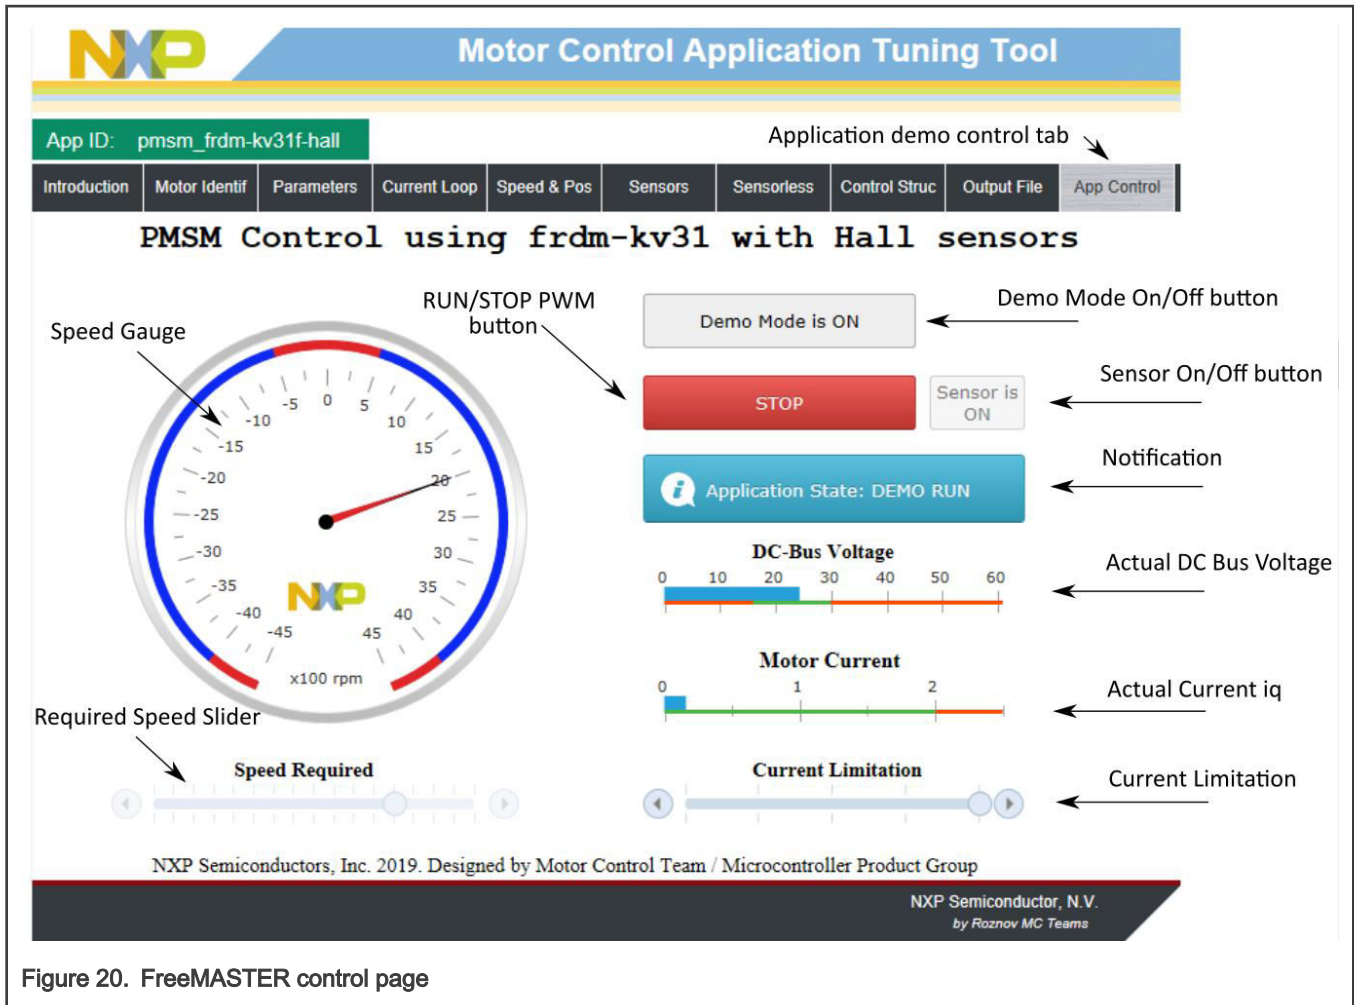 NXP
Motor Control Application Tuning Tool
App ID: pmsm_frdm-kv31f-hall
Application demo control tab
Introduction Motor Identif Parameters Current Loop Speed & Pos Sensors Sensorless Control Struc Output File App Control
PMSM Control using frdm-kv31 with Hall sensors
Speed Gauge
RUN/STOP PWM
button
Demo Mode is ON
Demo Mode On/Off button
STOP
Sensor is
ON
Sensor On/Off button
Application State: DEMO RUN
Notification
-45 -40 -35 -30 -25 -20 -15 -10 -5 0 5 10 15 20 25 30 35 40 45
NXP
x100 rpm
DC-Bus Voltage
0 10 20 30 40 50 60
Actual DC Bus Voltage
Motor Current
0 1 2
Actual Current iq
Required Speed Slider
Speed Required
Current Limitation
Current Limitation
NXP Semiconductors, Inc. 2019. Designed by Motor Control Team / Microcontroller Product Group
NXP Semiconductor, N.V.
by Roznov MC Teams
Figure 20. FreeMASTER control page